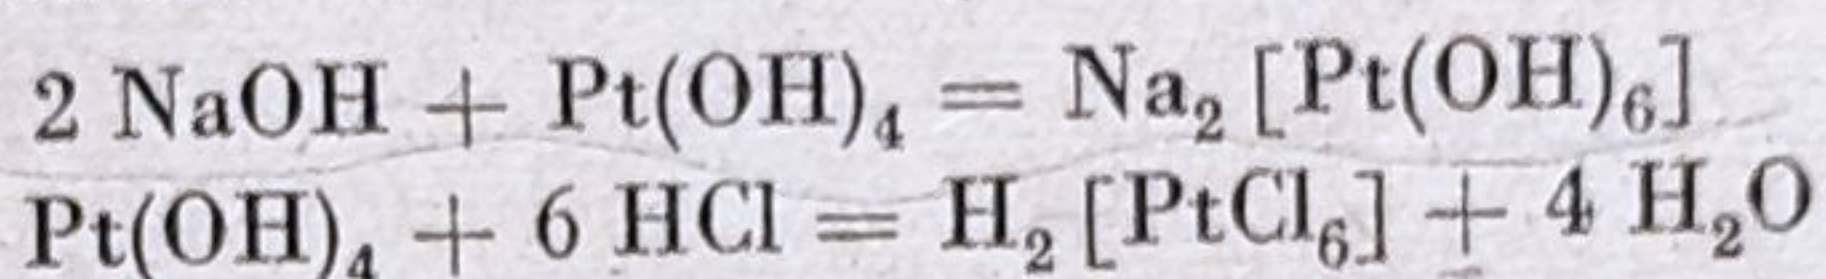 2 NaOH + Pt(OH)₄ = Na₂ [Pt(OH)₆]
Pt(OH)₄ + 6 HCl = H₂ [PtCl₆] + 4 H₂O